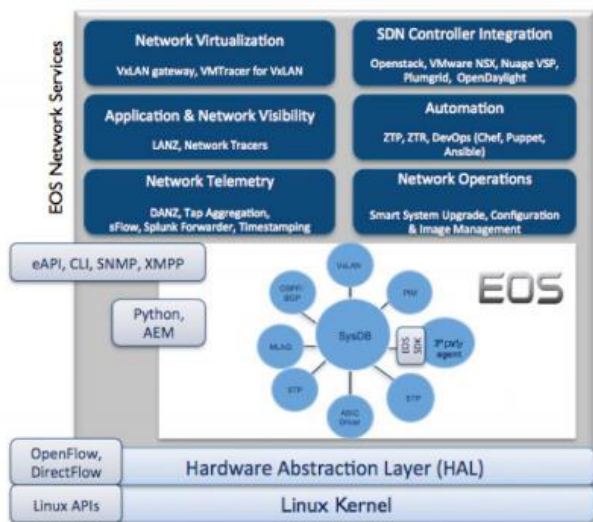 EOS Network Services
Network Virtualization
VxLAN gateway, VMTracer for VxLAN
SDN Controller Integration
Openstack, VMware NSX, Nuage VSP,
Plumgrid, OpenDaylight
Application & Network Visibility
LANZ, Network Tracers
Automation
ZTP, ZTR, DevOps (Chef, Puppet,
Ansible)
Network Telemetry
DANZ, Tap Aggregation,
sFlow, Splunk Forwarder, Timestamping
Network Operations
Smart System Upgrade, Configuration
& Image Management
eAPI, CLI, SNMP, XMPP
Python,
AEM
EOS
VxLAN
OSPF/
BGP
PIM
SysDB
MLAG
EOS
SDK
3rd party
agent
STP
STP
ASIC
Driver
OpenFlow,
DirectFlow
Hardware Abstraction Layer (HAL)
Linux APIs
Linux Kernel